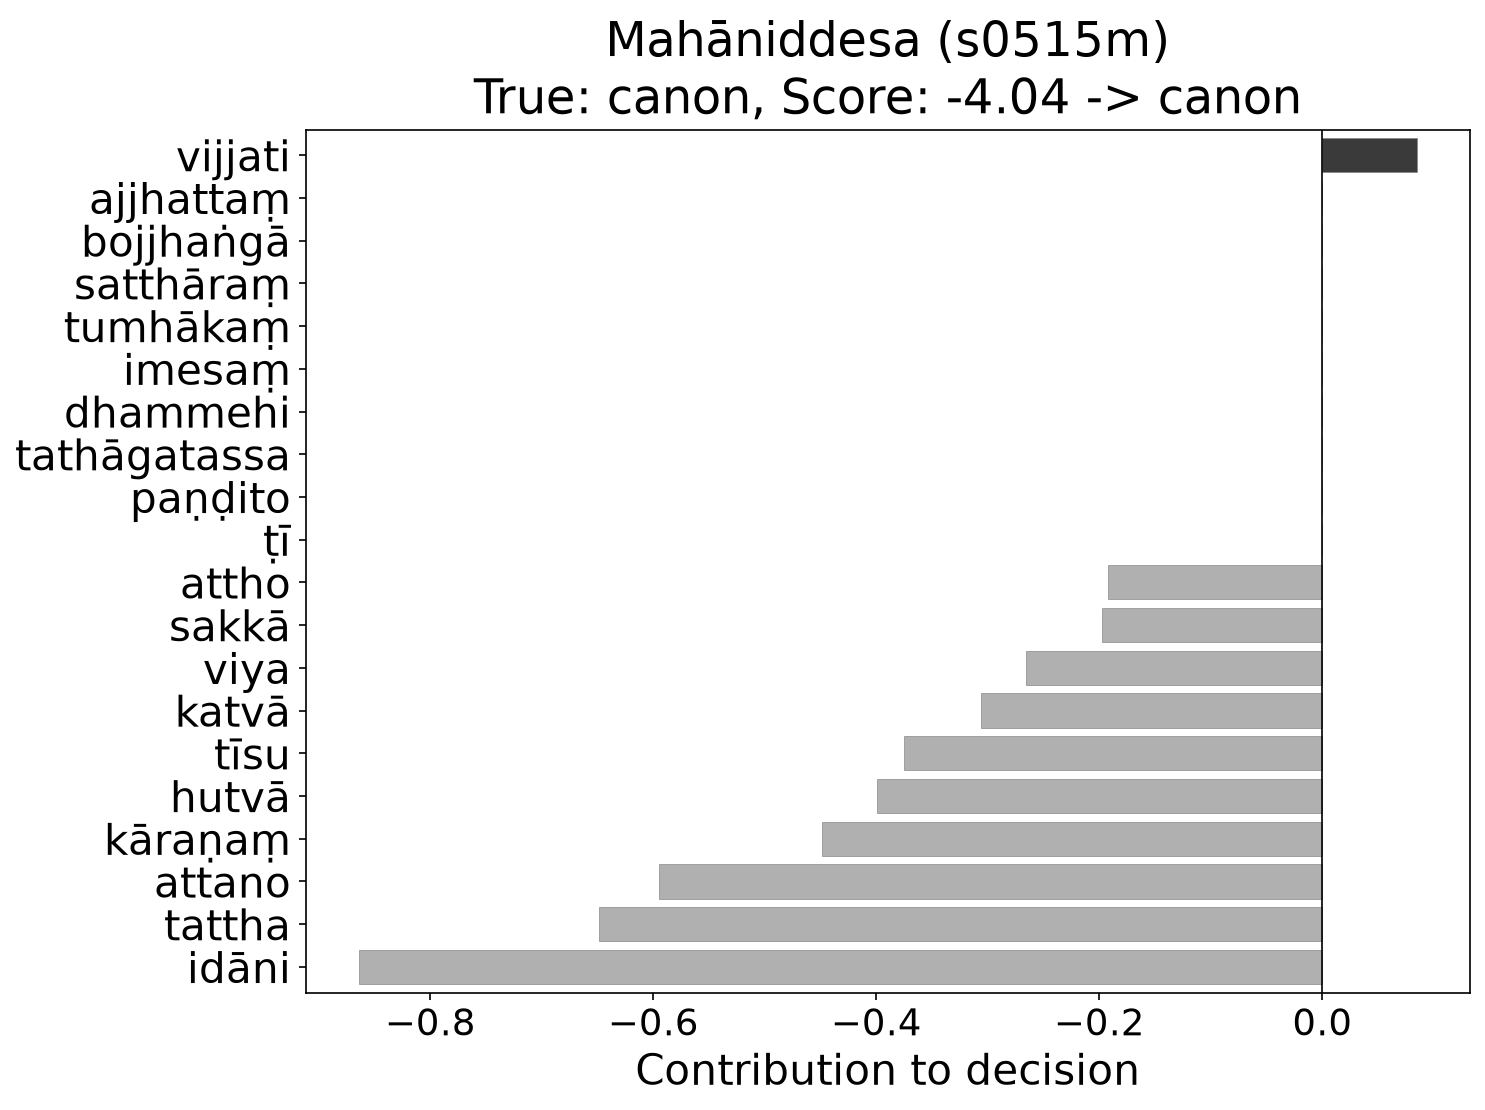 Mahāniddesa (s0515m)
True: canon, Score: -4.04 -> canon
vijjati
ajjhattaṃ
bojjhaṅgā
satthāraṃ
tumhākaṃ
imesaṃ
dhammehi
tathāgatassa
paṇḍito
ṭī
attho
sakkā
viya
katvā
tīsu
hutvā
kāraṇaṃ
attano
tattha
idāni
−0.8 −0.6 −0.4 −0.2 0.0
Contribution to decision